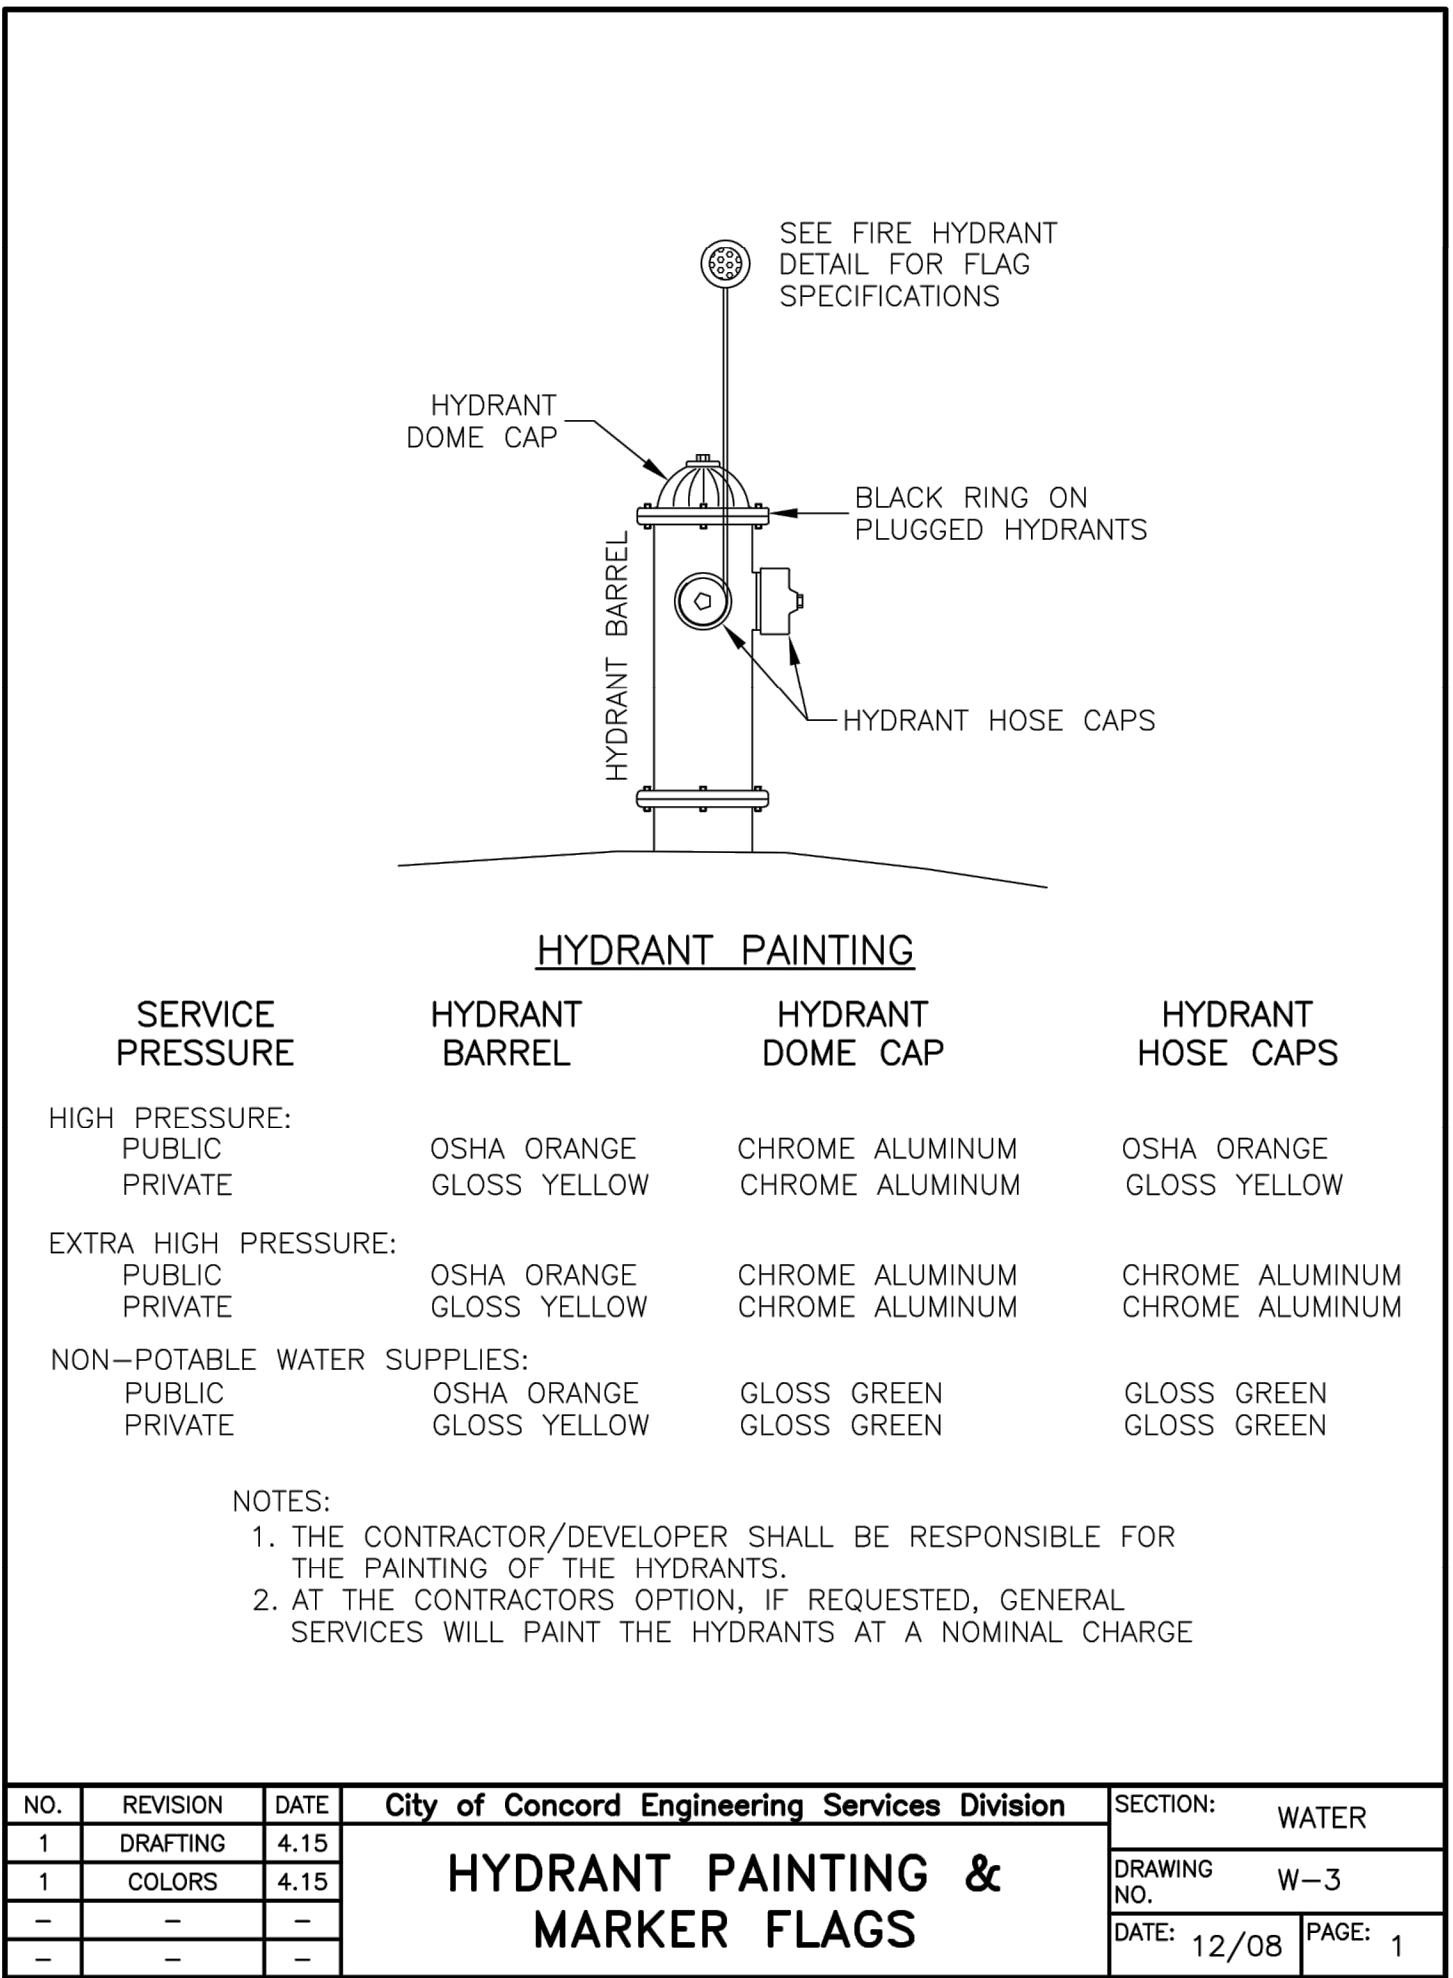 SEE FIRE HYDRANT
DETAIL FOR FLAG
SPECIFICATIONS
HYDRANT
DOME CAP
BLACK RING ON
PLUGGED HYDRANTS
HYDRANT BARREL
HYDRANT HOSE CAPS
HYDRANT PAINTING
SERVICE PRESSURE HYDRANT BARREL HYDRANT DOME CAP HYDRANT HOSE CAPS
HIGH PRESSURE:
PUBLIC OSHA ORANGE CHROME ALUMINUM OSHA ORANGE
PRIVATE GLOSS YELLOW CHROME ALUMINUM GLOSS YELLOW
EXTRA HIGH PRESSURE:
PUBLIC OSHA ORANGE CHROME ALUMINUM CHROME ALUMINUM
PRIVATE GLOSS YELLOW CHROME ALUMINUM CHROME ALUMINUM
NON-POTABLE WATER SUPPLIES:
PUBLIC OSHA ORANGE GLOSS GREEN GLOSS GREEN
PRIVATE GLOSS YELLOW GLOSS GREEN GLOSS GREEN
NOTES:
1. THE CONTRACTOR/DEVELOPER SHALL BE RESPONSIBLE FOR
THE PAINTING OF THE HYDRANTS.
2. AT THE CONTRACTORS OPTION, IF REQUESTED, GENERAL
SERVICES WILL PAINT THE HYDRANTS AT A NOMINAL CHARGE
NO. REVISION DATE
1 DRAFTING 4.15
1 COLORS 4.15
- - -
- - -
City of Concord Engineering Services Division
HYDRANT PAINTING &
MARKER FLAGS
SECTION: WATER
DRAWING NO. W-3
DATE: 12/08 PAGE: 1